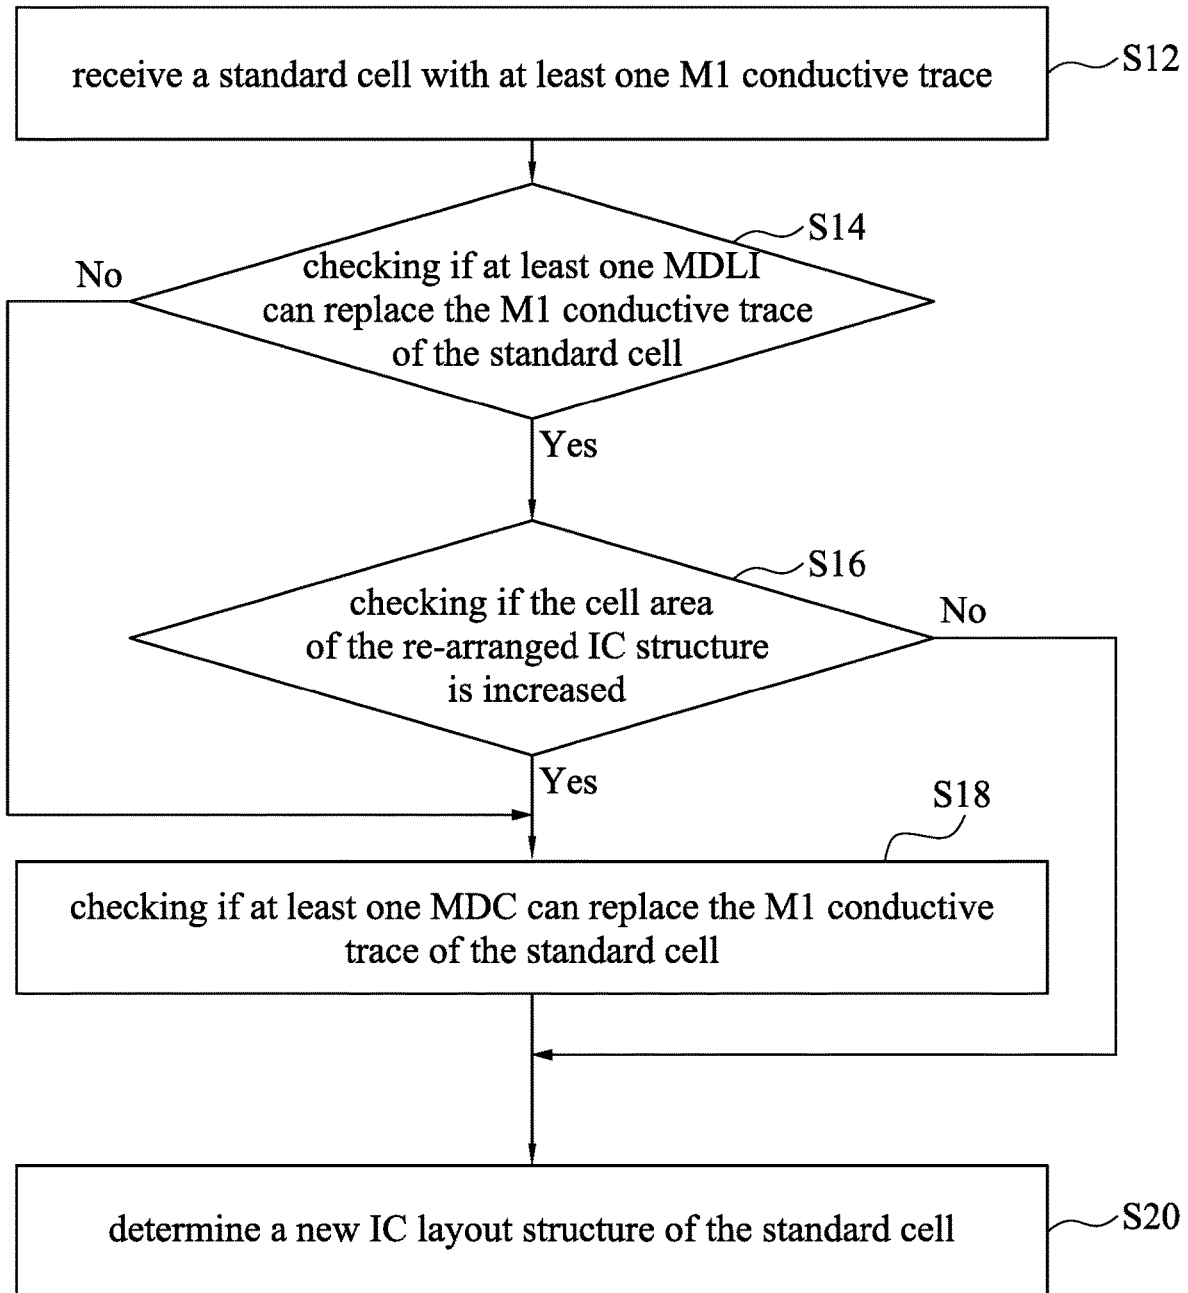 receive a standard cell with at least one M1 conductive trace
S12
S14
No
checking if at least one MDLI
can replace the M1 conductive trace
of the standard cell
Yes
S16
checking if the cell area
of the re-arranged IC structure
is increased
No
Yes
S18
checking if at least one MDC can replace the M1 conductive
trace of the standard cell
determine a new IC layout structure of the standard cell
S20